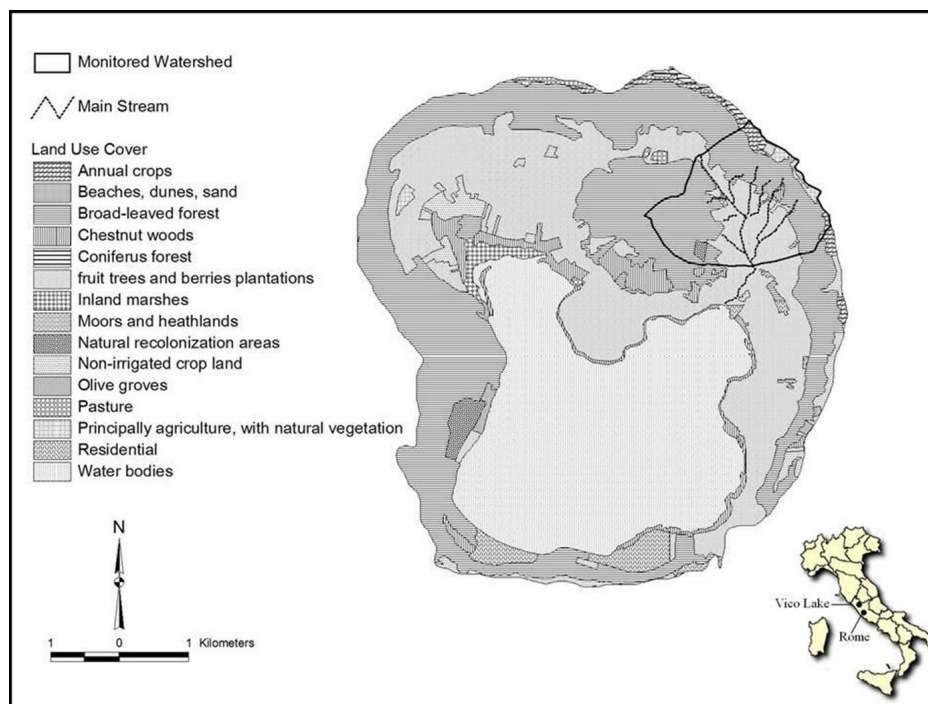 Monitored Watershed
Main Stream
Land Use Cover
Annual crops
Beaches, dunes, sand
Broad-leaved forest
Chestnut woods
Coniferus forest
fruit trees and berries plantations
Inland marshes
Moors and heathlands
Natural recolonization areas
Non-irrigated crop land
Olive groves
Pasture
Principally agriculture, with natural vegetation
Residential
Water bodies
N
1 0 1 Kilometers
Vico Lake
Rome